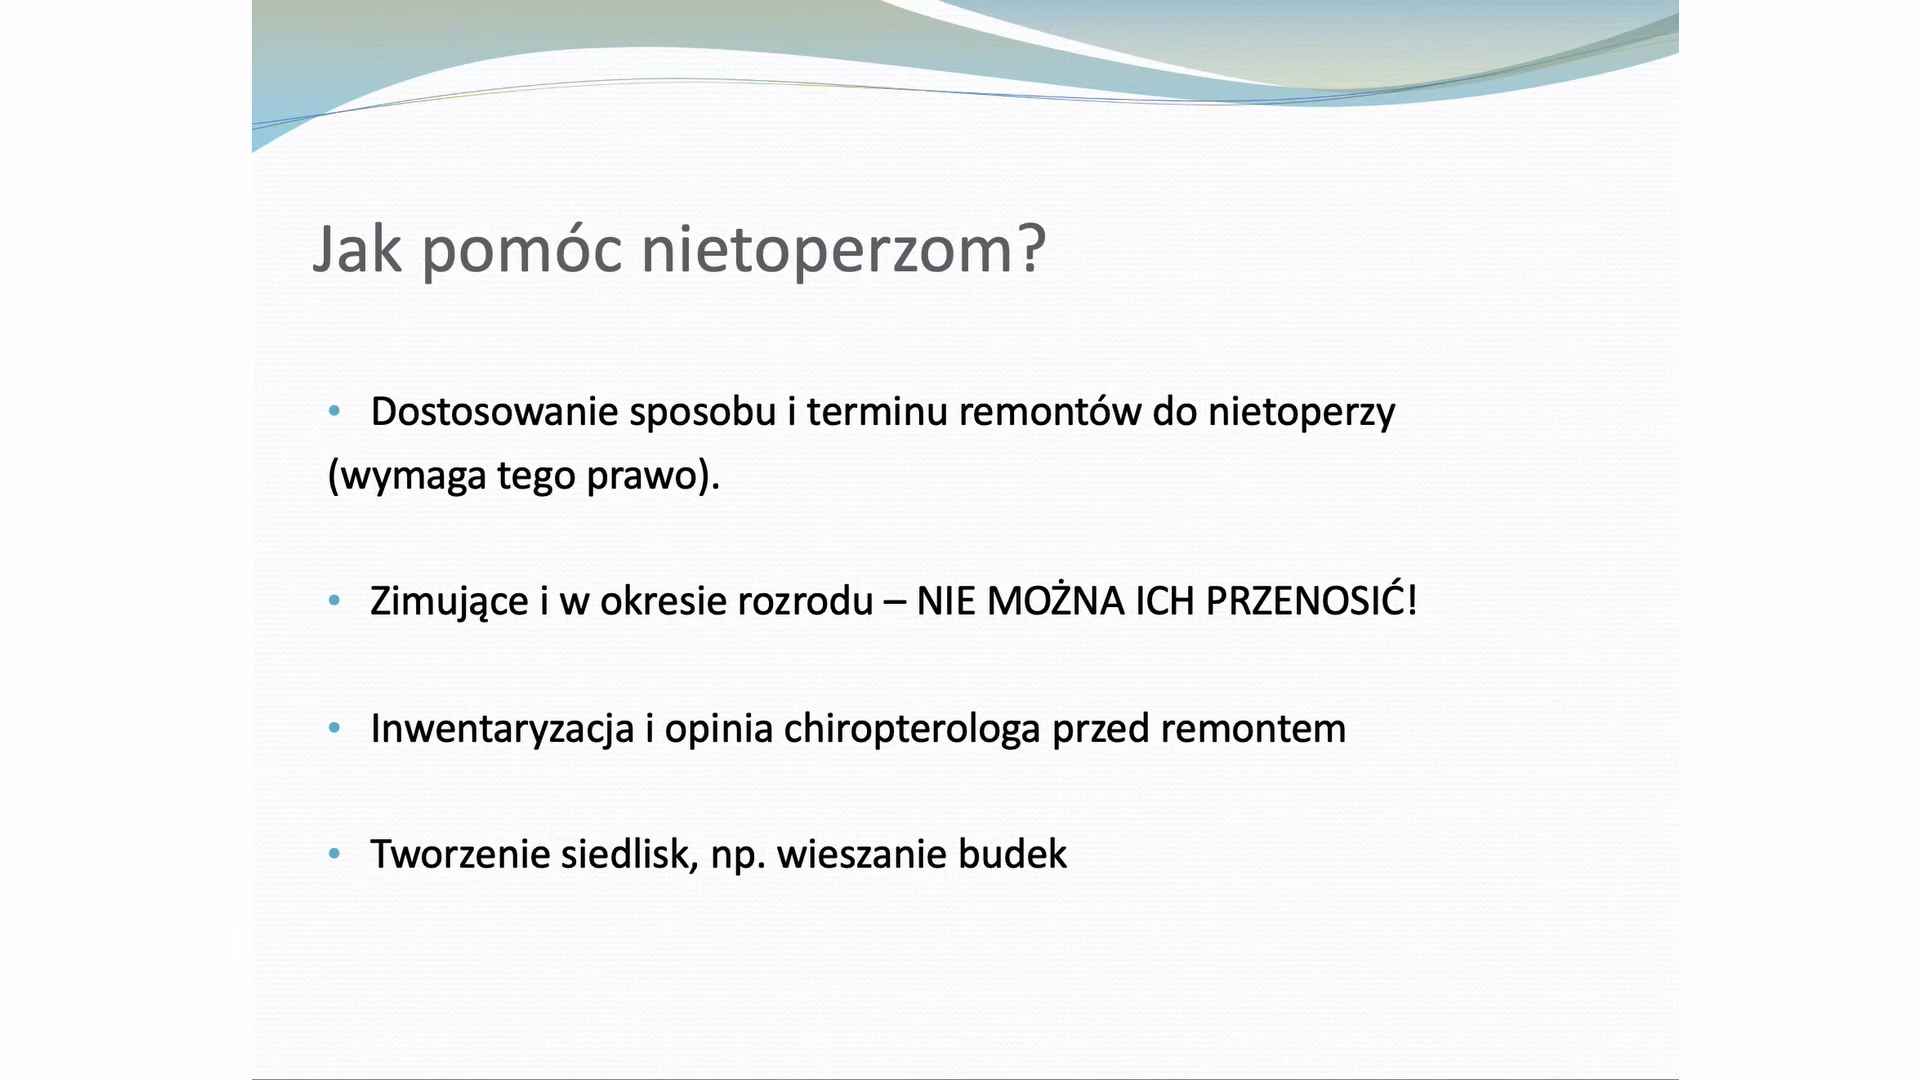 Jak pomóc nietoperzom?
• Dostosowanie sposobu i terminu remontów do nietoperzy
(wymaga tego prawo).
• Zimujące i w okresie rozrodu – NIE MOŻNA ICH PRZENOSIĆ!
• Inwentaryzacja i opinia chiropterologa przed remontem
• Tworzenie siedlisk, np. wieszanie budek